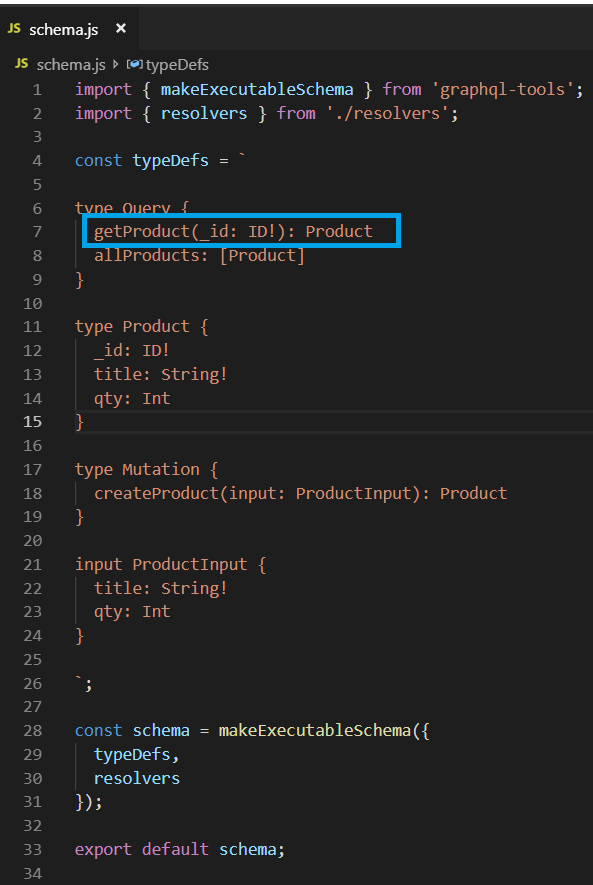 JS schema.js ×
JS schema.js > typeDefs
1 import { makeExecutableSchema } from 'graphql-tools';
2 import { resolvers } from './resolvers';
3
4 const typeDefs = `
5
6 type Query {
7 getProduct(_id: ID!): Product
8 allProducts: [Product]
9 }
10
11 type Product {
12 _id: ID!
13 title: String!
14 qty: Int
15 }
16
17 type Mutation {
18 createProduct(input: ProductInput): Product
19 }
20
21 input ProductInput {
22 title: String!
23 qty: Int
24 }
25
26 `;
27
28 const schema = makeExecutableSchema({
29 typeDefs,
30 resolvers
31 });
32
33 export default schema;
34